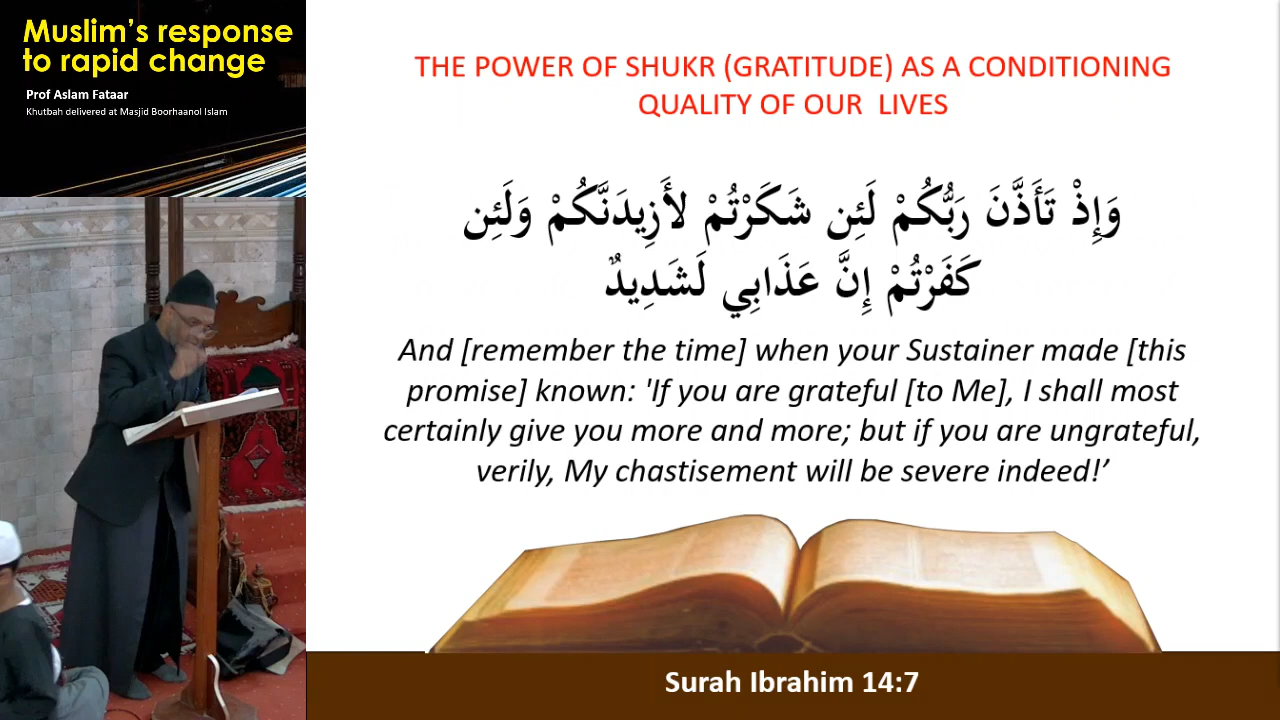 Muslim's response
to rapid change
Prof Aslam Fataar
Khutbah delivered at Masjid Boorhaanol Islam
THE POWER OF SHUKR (GRATITUDE) AS A CONDITIONING
QUALITY OF OUR LIVES
وَإِذْ تَأَذَّنَ رَبُّكُمْ لَئِن شَكَرْتُمْ لأَزِيدَنَّكُمْ وَلَئِن
كَفَرْتُمْ إِنَّ عَذَابِي لَشَدِيدٌ
And [remember the time] when your Sustainer made [this
promise] known: 'If you are grateful [to Me], I shall most
certainly give you more and more; but if you are ungrateful,
verily, My chastisement will be severe indeed!’
Surah Ibrahim 14:7